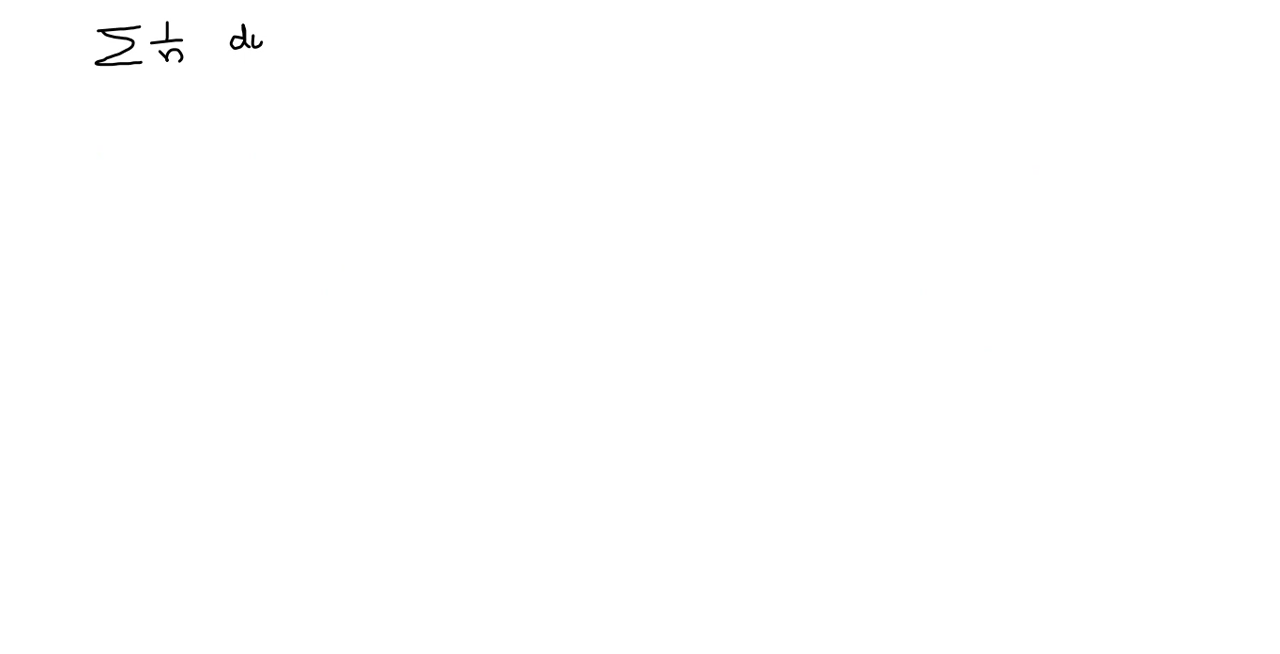 ∑ 1/n di